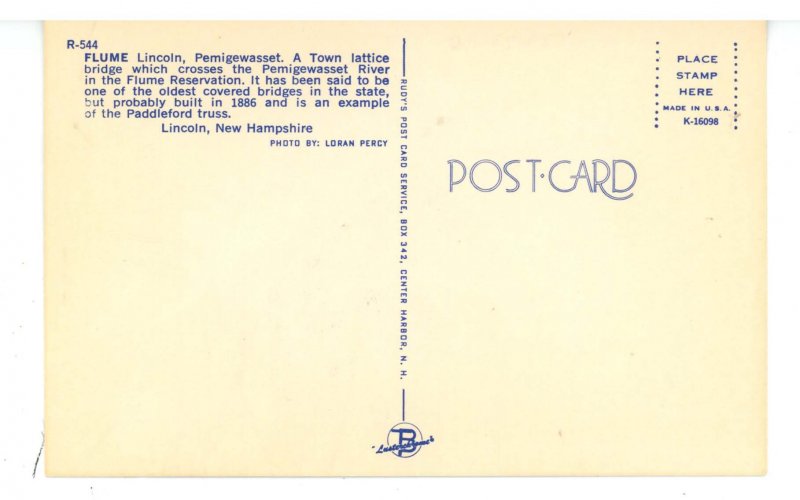 R-544
FLUME Lincoln, Pemigewasset. A Town lattice
bridge which crosses the Pemigewasset River
in the Flume Reservation. It has been said to be
one of the oldest covered bridges in the state,
but probably built in 1886 and is an example
of the Paddleford truss.
Lincoln, New Hampshire
PHOTO BY: LORAN PERCY
RUDY'S POST CARD SERVICE, BOX 342, CENTER HARBOR, N. H.
PLACE
STAMP
HERE
MADE IN U.S.A.
K-16098
POST·CARD
"Lusterchrome"